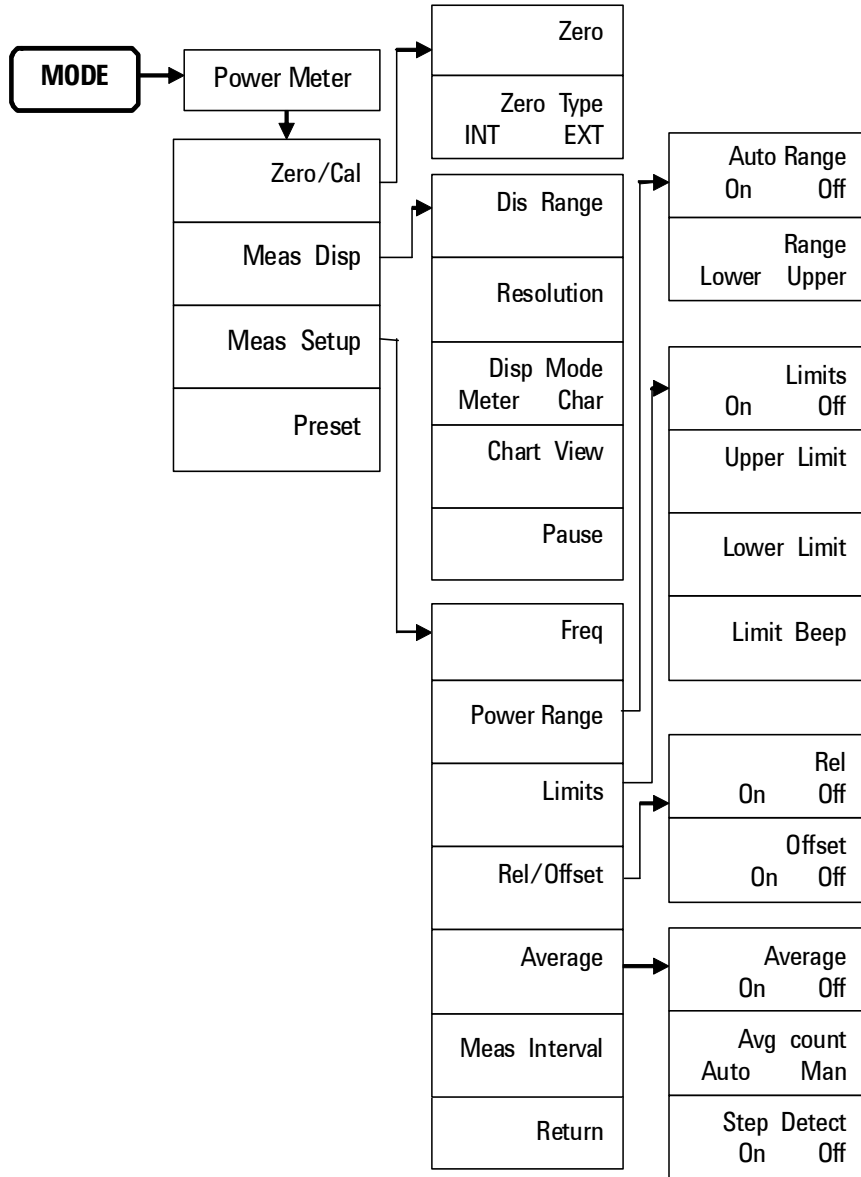 MODE
Power Meter
Zero/Cal
Meas Disp
Meas Setup
Preset
Zero
Zero Type
INT EXT
Dis Range
Resolution
Disp Mode
Meter Char
Chart View
Pause
Freq
Power Range
Limits
Rel/Offset
Average
Meas Interval
Return
Auto Range
On Off
Range
Lower Upper
Limits
On Off
Upper Limit
Lower Limit
Limit Beep
Rel
On Off
Offset
On Off
Average
On Off
Avg count
Auto Man
Step Detect
On Off